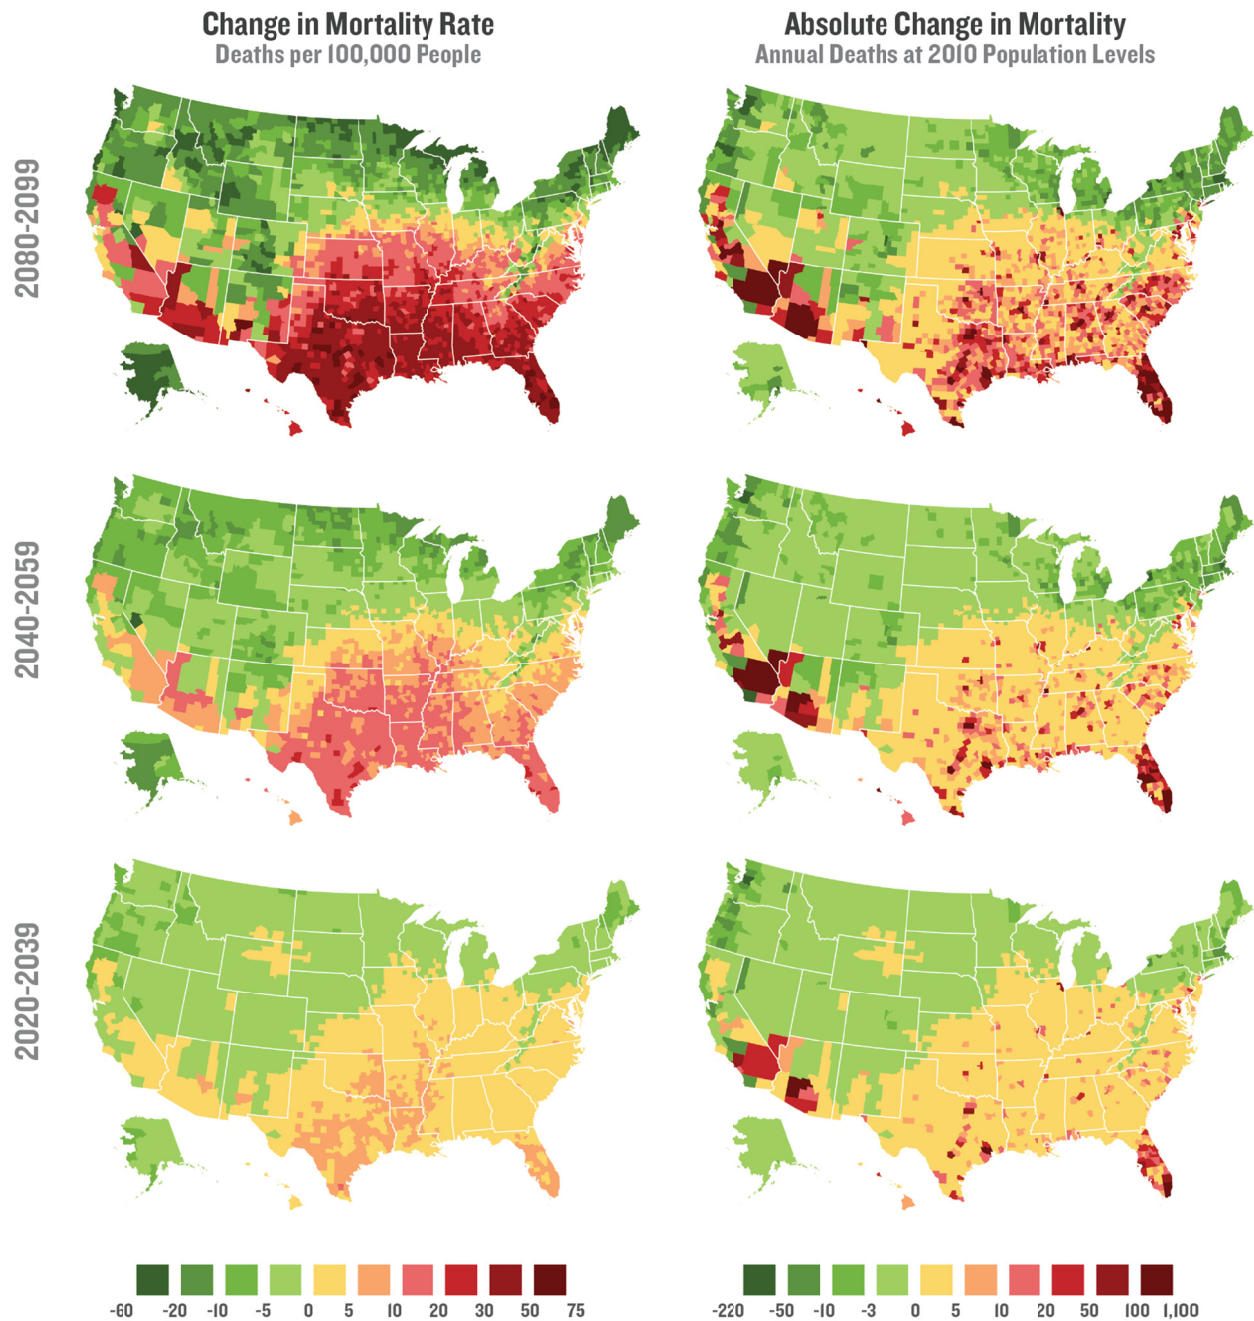 Change in Mortality Rate
Deaths per 100,000 People
Absolute Change in Mortality
Annual Deaths at 2010 Population Levels
2080-2099
2040-2059
2020-2039
-60 -20 -10 -5 0 5 10 20 30 50 75
-220 -50 -10 -3 0 5 10 20 50 100 1,100